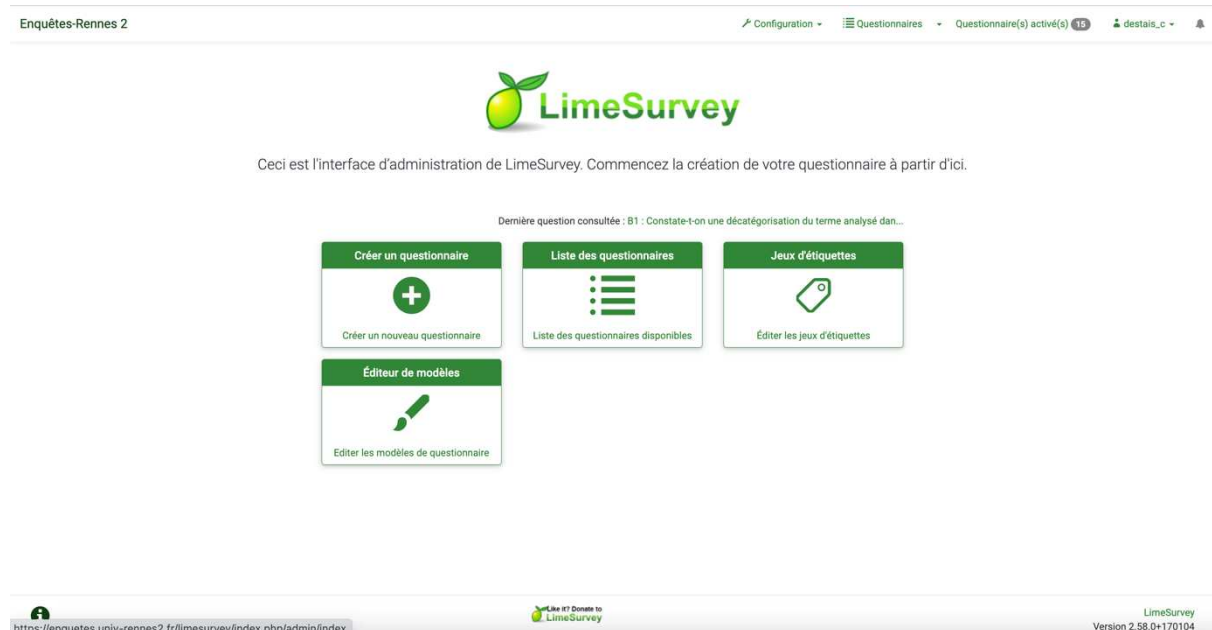 Enquêtes-Rennes 2
Configuration
Questionnaires
Questionnaire(s) activé(s) 15
destais_c
LimeSurvey
Ceci est l'interface d'administration de LimeSurvey. Commencez la création de votre questionnaire à partir d'ici.
Dernière question consultée : B1 : Constate-t-on une décatégorisation du terme analysé dan...
Créer un questionnaire
Créer un nouveau questionnaire
Liste des questionnaires
Liste des questionnaires disponibles
Jeux d'étiquettes
Éditer les jeux d'étiquettes
Éditeur de modèles
Editer les modèles de questionnaire
Like it? Donate to
LimeSurvey
LimeSurvey
Version 2.58.0+170104
https://enquetes.univ-rennes2.fr/limesurvey/index.php/admin/index